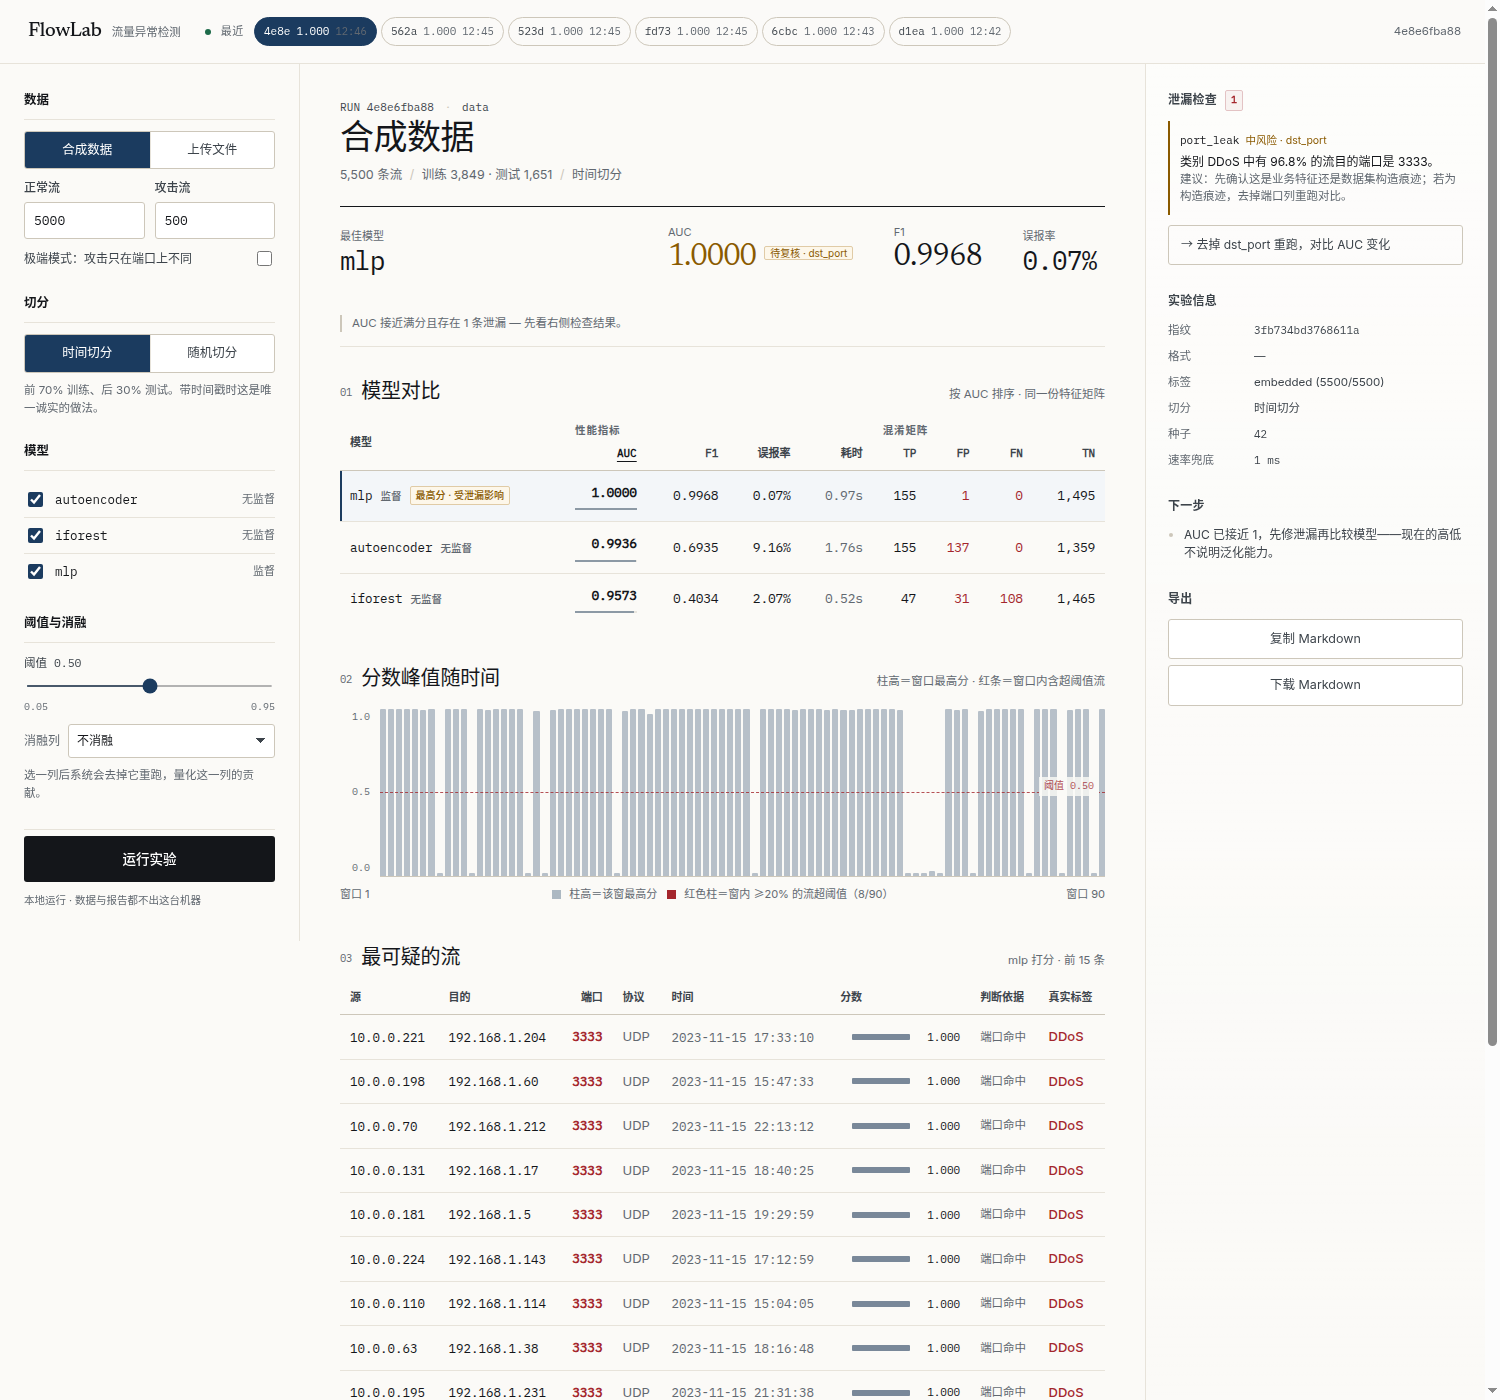 FlowLab 流量异常检测 最近 4e8e 1.000 12:46 562a 1.000 12:45 523d 1.000 12:45 fd73 1.000 12:45 6cbc 1.000 12:43 d1ea 1.000 12:42 4e8e6fba88
数据
合成数据 上传文件
正常流 攻击流
5000 500
极端模式：攻击只在端口上不同
切分
时间切分 随机切分
前 70% 训练、后 30% 测试。带时间戳时这是唯
一诚实的做法。
模型
autoencoder 无监督
iforest 无监督
mlp 监督
阈值与消融
阈值 0.50
0.05 0.95
消融列 不消融
选一列后系统会去掉它重跑，量化这一列的贡
献。
运行实验
本地运行 · 数据与报告都不出这台机器
RUN 4e8e6fba88 · data
合成数据
5,500 条流 / 训练 3,849 · 测试 1,651 / 时间切分
最佳模型 AUC F1 误报率
mlp 1.0000 待复核 · dst_port 0.9968 0.07%
AUC 接近满分且存在 1 条泄漏 — 先看右侧检查结果。
01 模型对比 按 AUC 排序 · 同一份特征矩阵
性能指标 混淆矩阵
模型 AUC F1 误报率 耗时 TP FP FN TN
mlp 监督 最高分 · 受泄漏影响 1.0000 0.9968 0.07% 0.97s 155 1 0 1,495
autoencoder 无监督 0.9936 0.6935 9.16% 1.76s 155 137 0 1,359
iforest 无监督 0.9573 0.4034 2.07% 0.52s 47 31 108 1,465
02 分数峰值随时间 柱高＝窗口最高分 · 红条＝窗口内含超阈值流
1.0
0.5
0.0
阈值 0.50
窗口 1 柱高＝该窗最高分 红色柱＝窗内 ≥20% 的流超阈值（8/90） 窗口 90
03 最可疑的流 mlp 打分 · 前 15 条
源 目的 端口 协议 时间 分数 判断依据 真实标签
10.0.0.221 192.168.1.204 3333 UDP 2023-11-15 17:33:10 1.000 端口命中 DDoS
10.0.0.198 192.168.1.60 3333 UDP 2023-11-15 15:47:33 1.000 端口命中 DDoS
10.0.0.70 192.168.1.212 3333 UDP 2023-11-15 22:13:12 1.000 端口命中 DDoS
10.0.0.131 192.168.1.17 3333 UDP 2023-11-15 18:40:25 1.000 端口命中 DDoS
10.0.0.181 192.168.1.5 3333 UDP 2023-11-15 19:29:59 1.000 端口命中 DDoS
10.0.0.224 192.168.1.143 3333 UDP 2023-11-15 17:12:59 1.000 端口命中 DDoS
10.0.0.110 192.168.1.114 3333 UDP 2023-11-15 15:04:05 1.000 端口命中 DDoS
10.0.0.63 192.168.1.38 3333 UDP 2023-11-15 18:16:48 1.000 端口命中 DDoS
10.0.0.195 192.168.1.231 3333 UDP 2023-11-15 21:31:38 1.000 端口命中 DDoS
泄漏检查 1
port_leak 中风险 · dst_port
类别 DDoS 中有 96.8% 的流目的端口是 3333。
建议：先确认这是业务特征还是数据集构造痕迹；若为
构造痕迹，去掉端口列重跑对比。
→ 去掉 dst_port 重跑，对比 AUC 变化
实验信息
指纹 3fb734bd3768611a
格式 —
标签 embedded (5500/5500)
切分 时间切分
种子 42
速率兜底 1 ms
下一步
AUC 已接近 1，先修泄漏再比较模型——现在的高低
不说明泛化能力。
导出
复制 Markdown
下载 Markdown